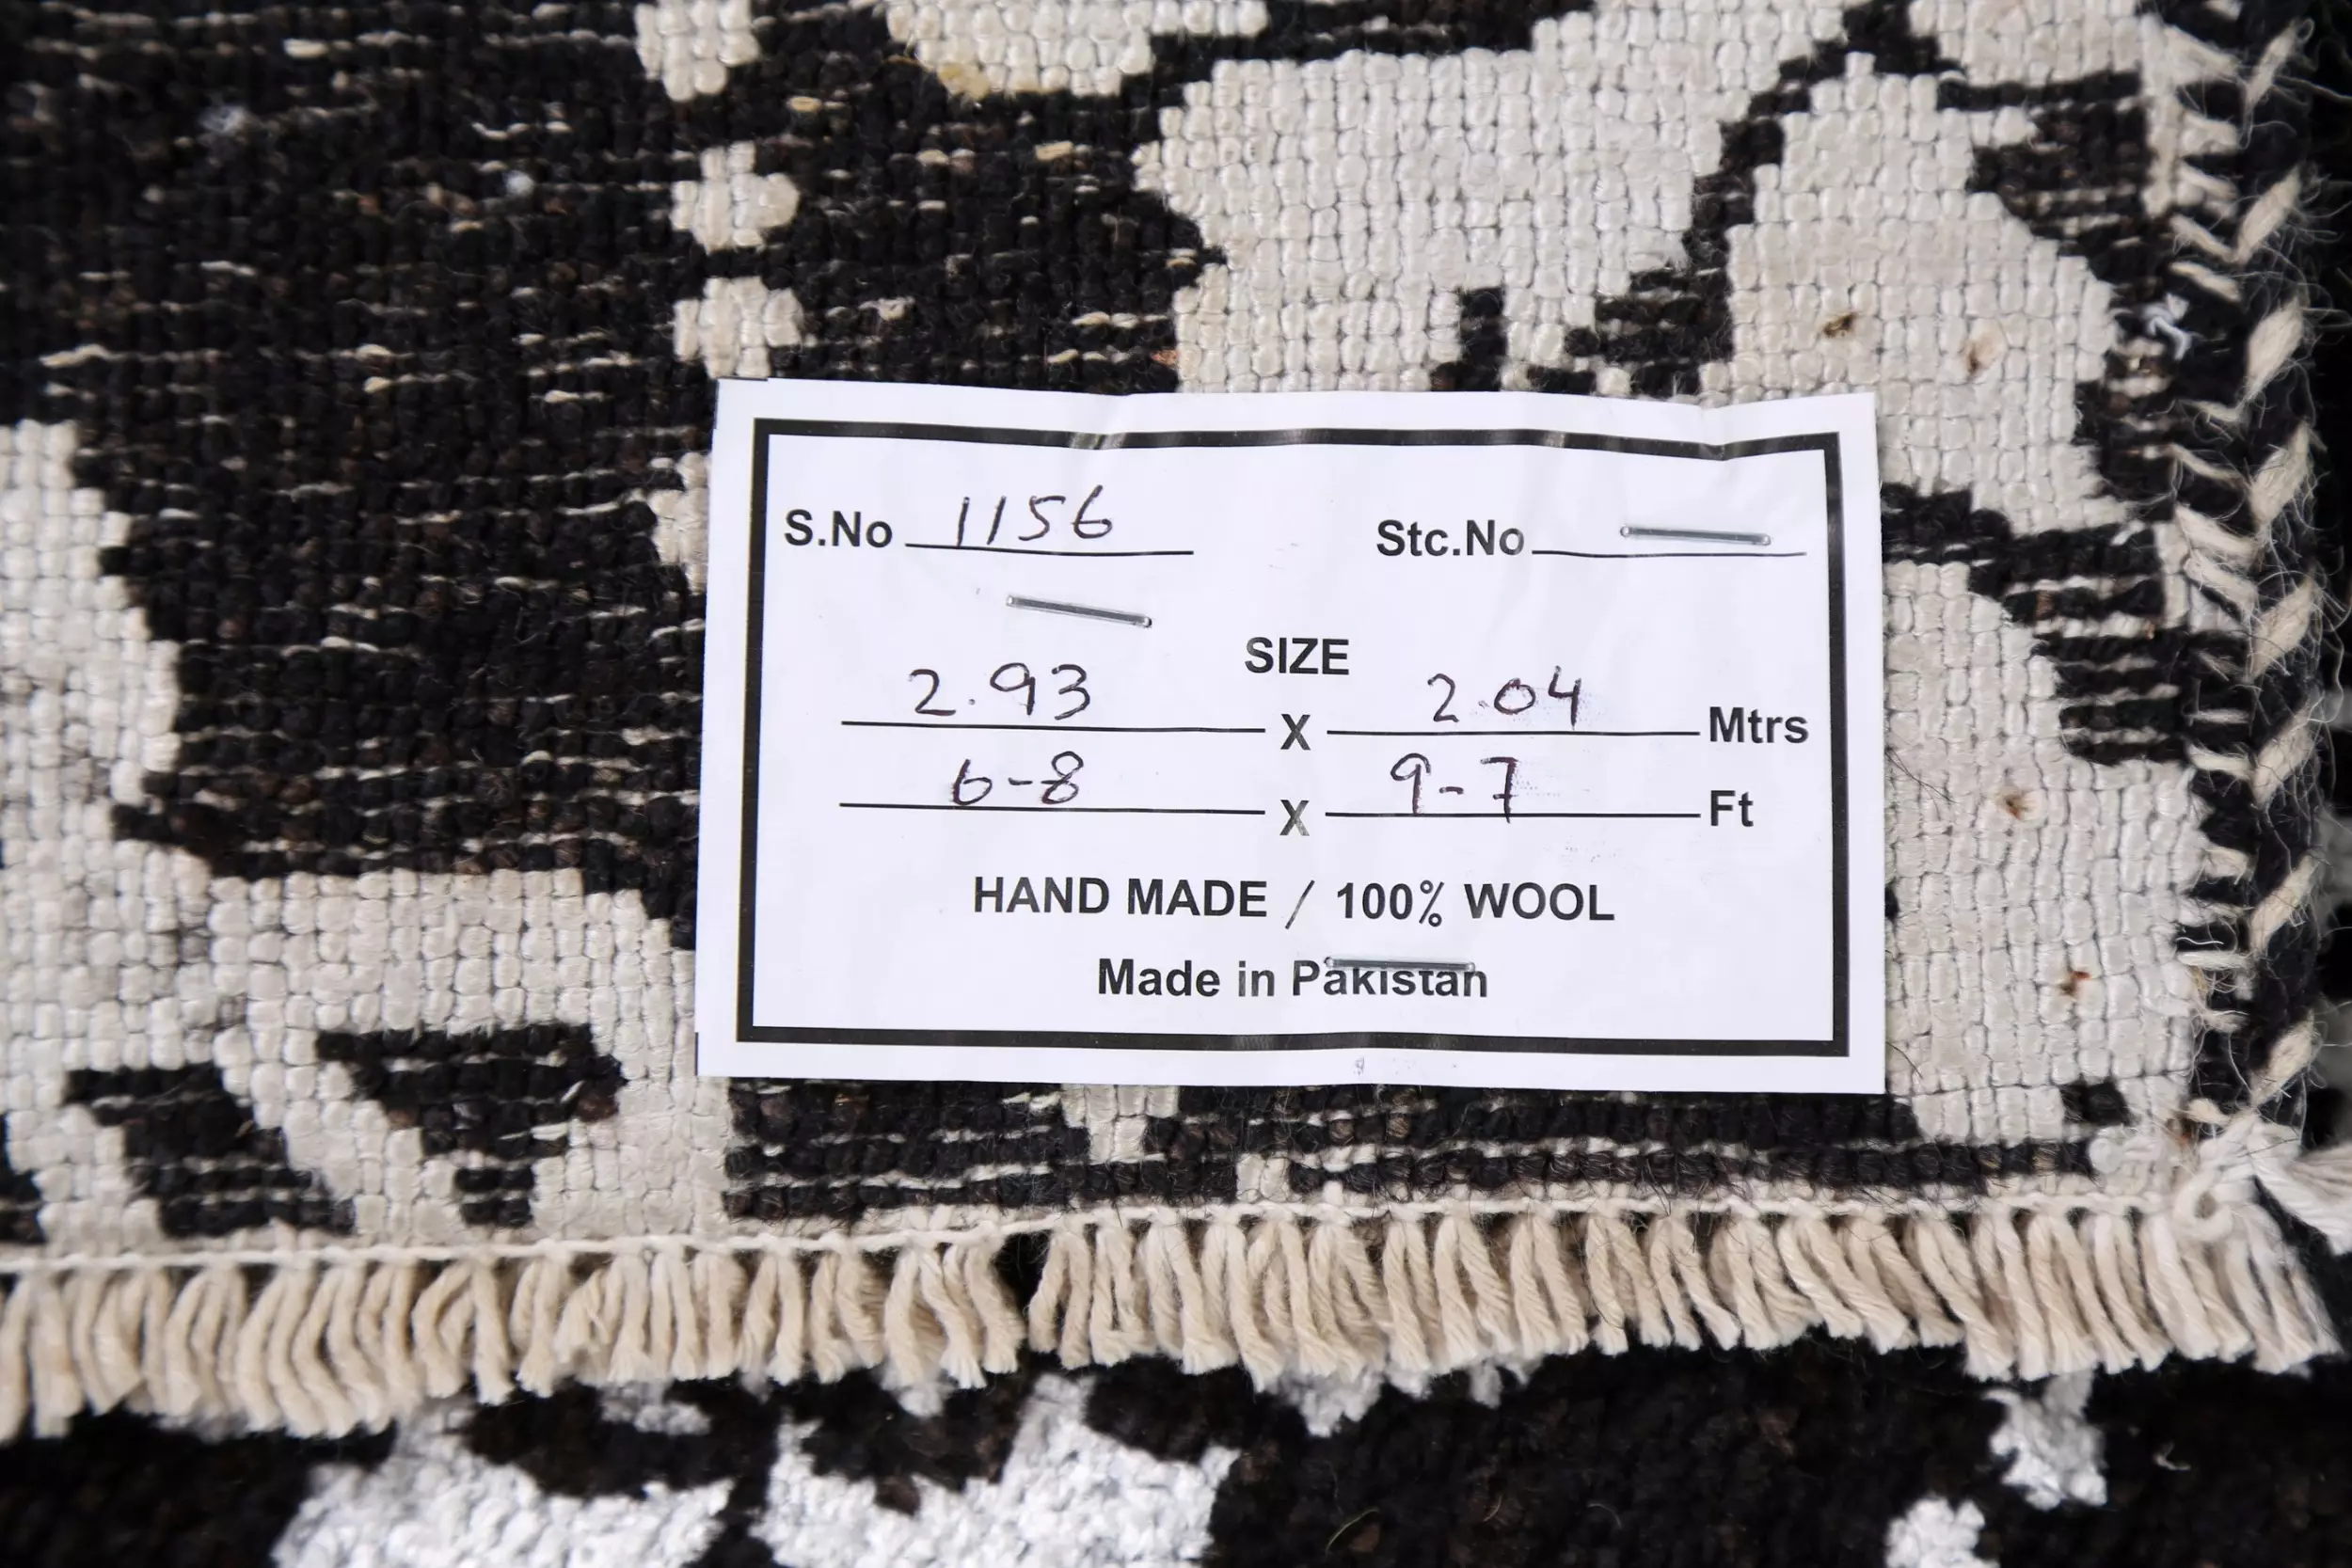 S.No 1156 Stc.No
SIZE
2.93 X 2.04 Mtrs
6-8 X 9-7 Ft
HAND MADE / 100% WOOL
Made in Pakistan